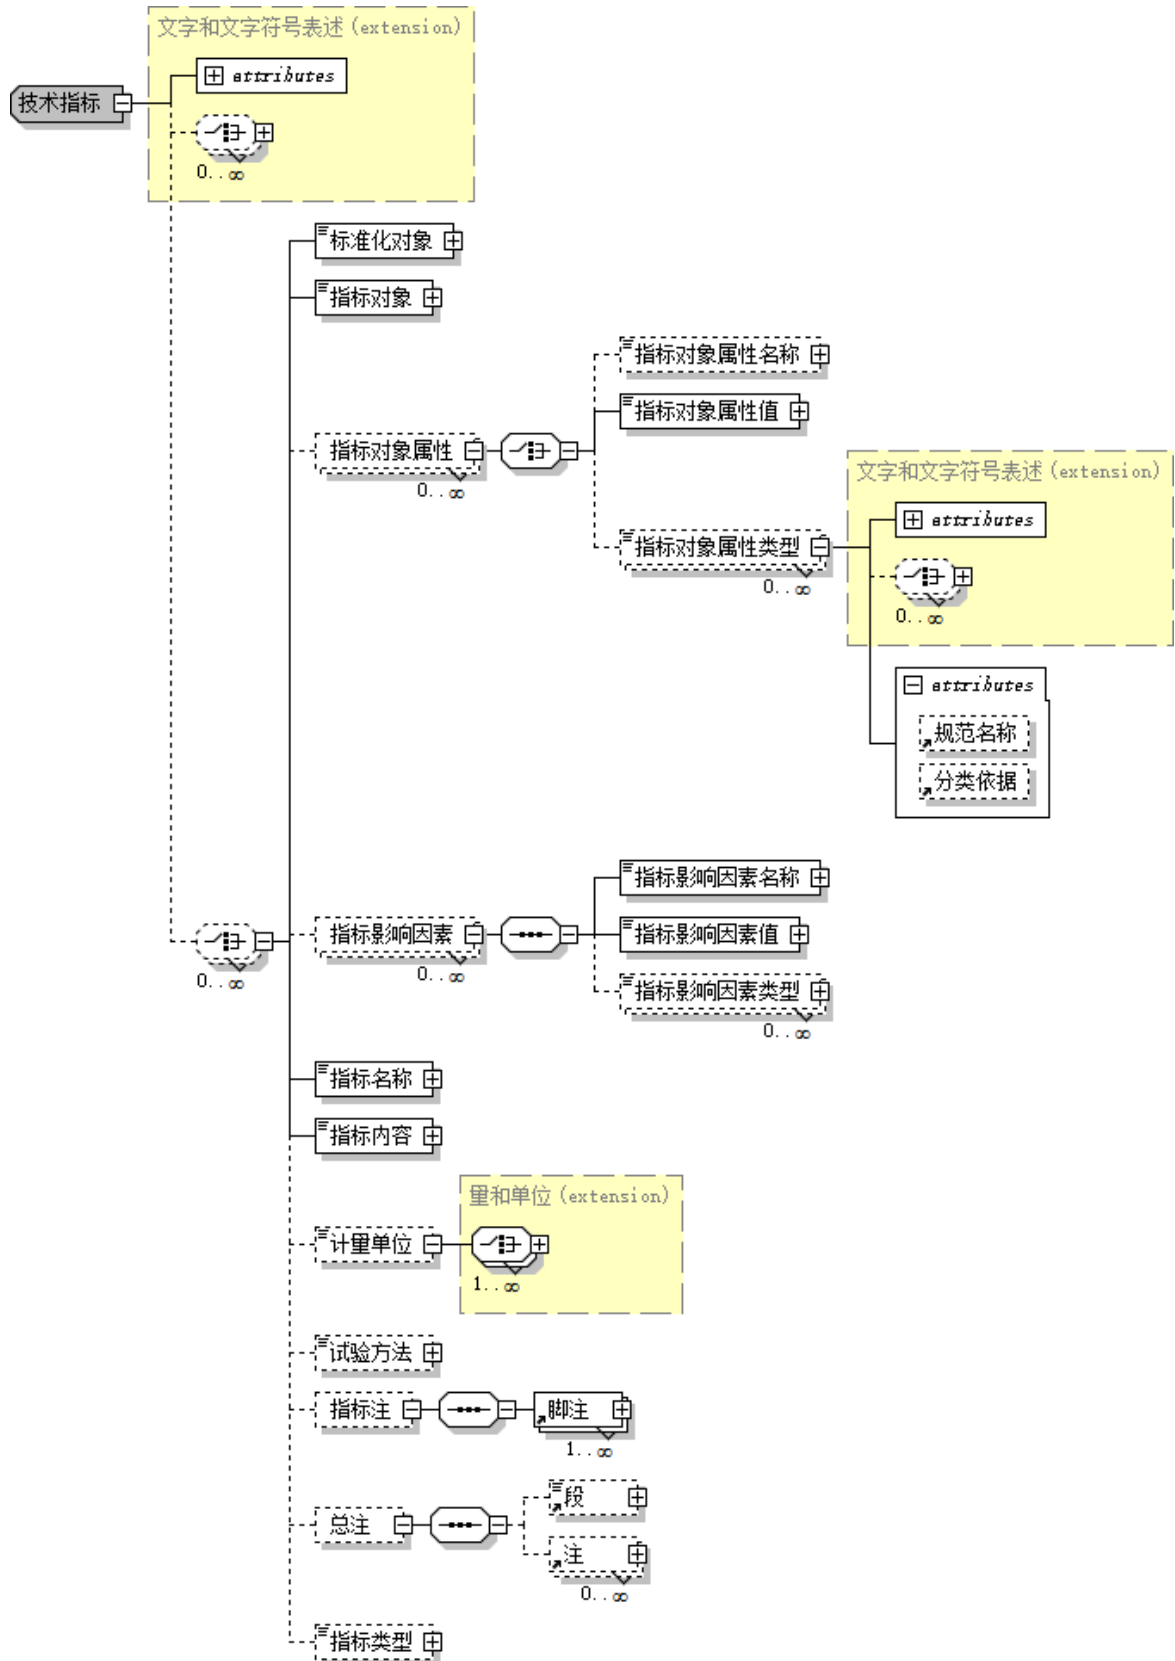 文字和文字符号表述 (extension)
attributes
技术指标
0..∞
标准化对象
指标对象
指标对象属性名称
指标对象属性值
指标对象属性
0..∞
文字和文字符号表述 (extension)
attributes
指标对象属性类型
0..∞
0..∞
attributes
规范名称
分类依据
指标影响因素名称
指标影响因素
指标影响因素值
0..∞
0..∞
指标影响因素类型
0..∞
指标名称
指标内容
量和单位 (extension)
计量单位
1..∞
试验方法
指标注
脚注
1..∞
段
总注
注
0..∞
指标类型